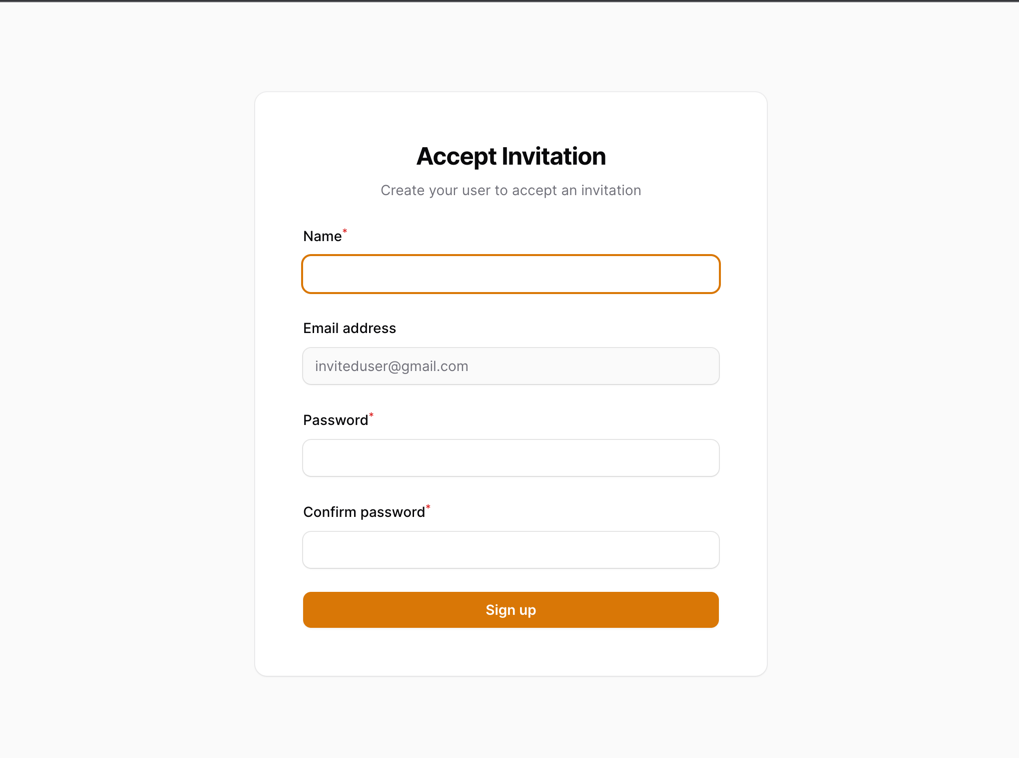 Accept Invitation
Create your user to accept an invitation
Name*
Email address
inviteduser@gmail.com
Password*
Confirm password*
Sign up